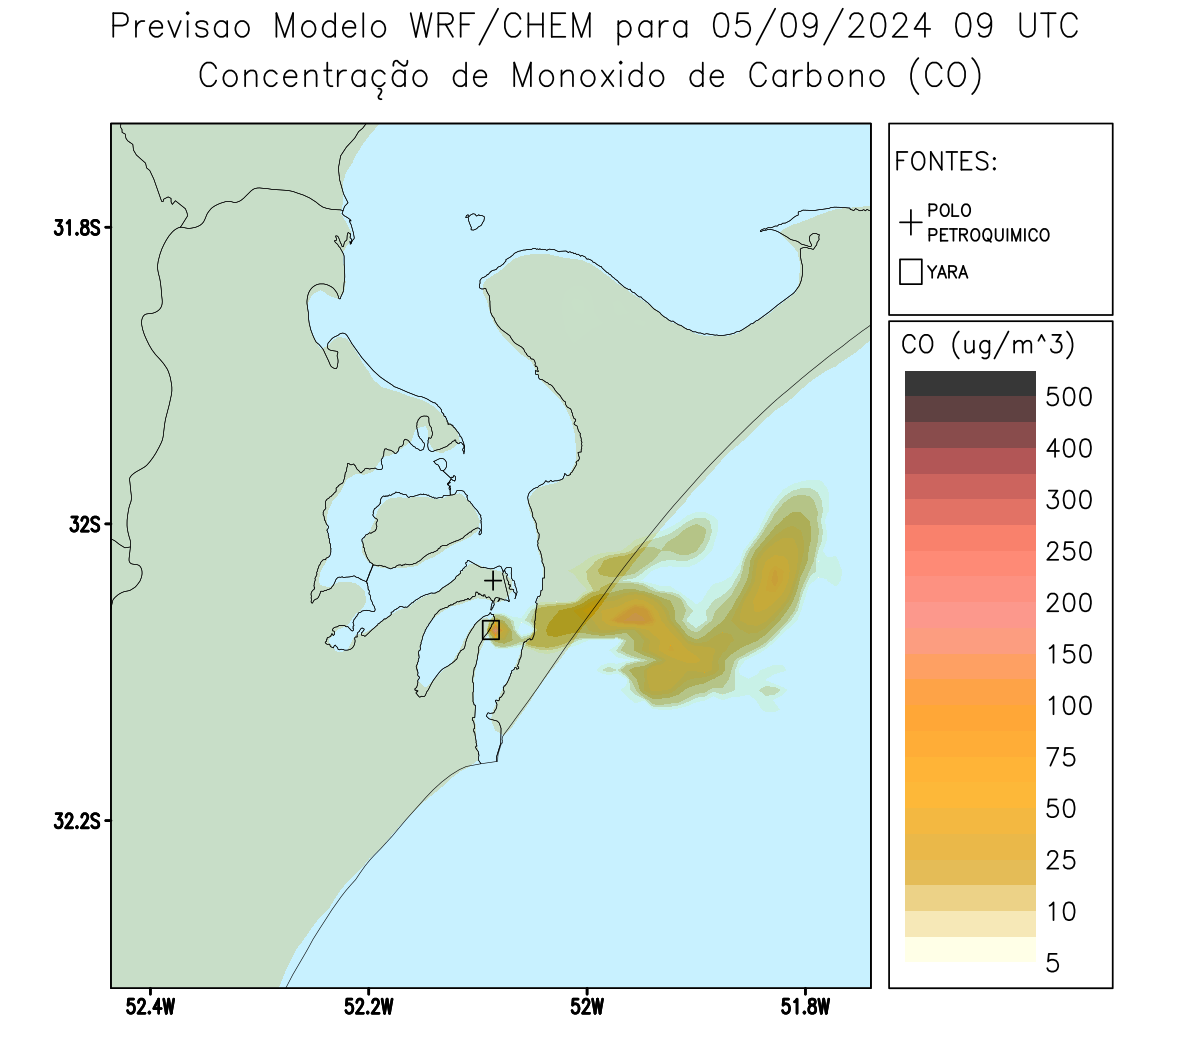 Previsao Modelo WRF/CHEM para 05/09/2024 09 UTC
Concentração de Monoxido de Carbono (CO)
FONTES:
POLO
PETROQUIMICO
YARA
CO (ug/m^3)
500
400
300
250
200
150
100
75
50
25
10
5
31.8S
32S
32.2S
52.4W
52.2W
52W
51.8W